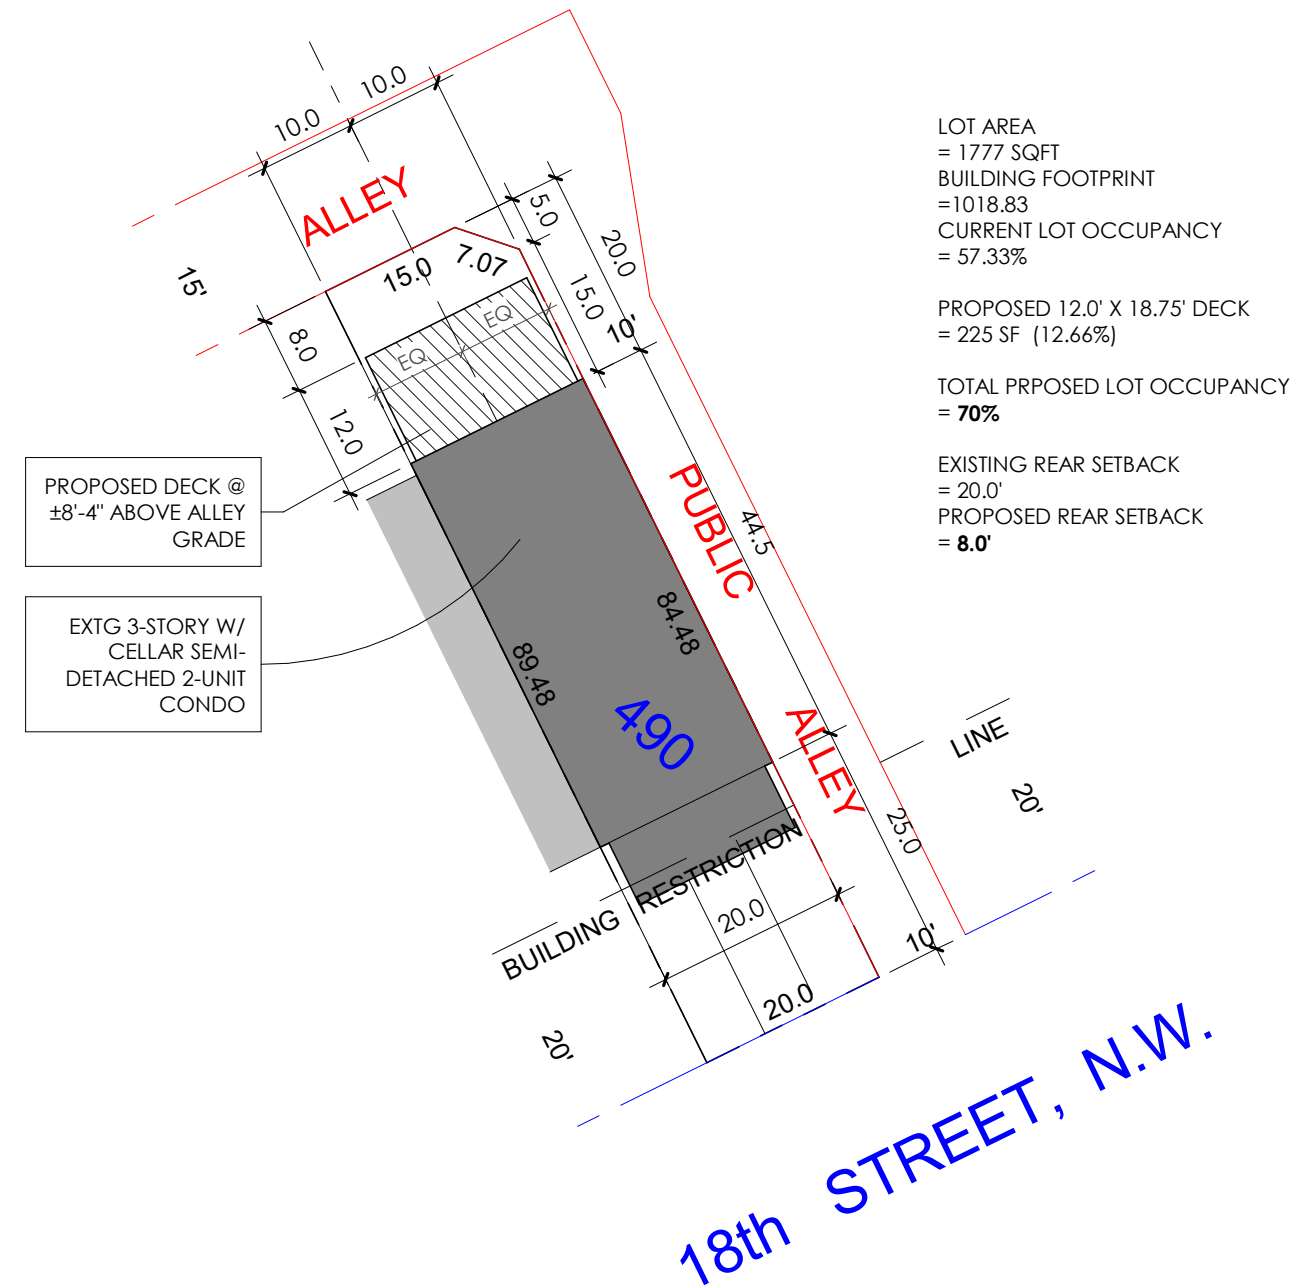 10.0
10.0
ALLEY
15'
15.0
7.07
5.0
20.0
15.0
10'
8.0
12.0
EQ
EQ
LOT AREA
= 1777 SQFT
BUILDING FOOTPRINT
=1018.83
CURRENT LOT OCCUPANCY
= 57.33%
PROPOSED 12.0' X 18.75' DECK
= 225 SF (12.66%)
TOTAL PRPOSED LOT OCCUPANCY
= 70%
EXISTING REAR SETBACK
= 20.0'
PROPOSED REAR SETBACK
= 8.0'
PROPOSED DECK @
±8'-4" ABOVE ALLEY
GRADE
EXTG 3-STORY W/
CELLAR SEMI-
DETACHED 2-UNIT
CONDO
PUBLIC
ALLEY
44.5
84.48
89.48
490
25.0
BUILDING RESTRICTION LINE
20'
20'
20.0
20.0
10'
18th STREET, N.W.